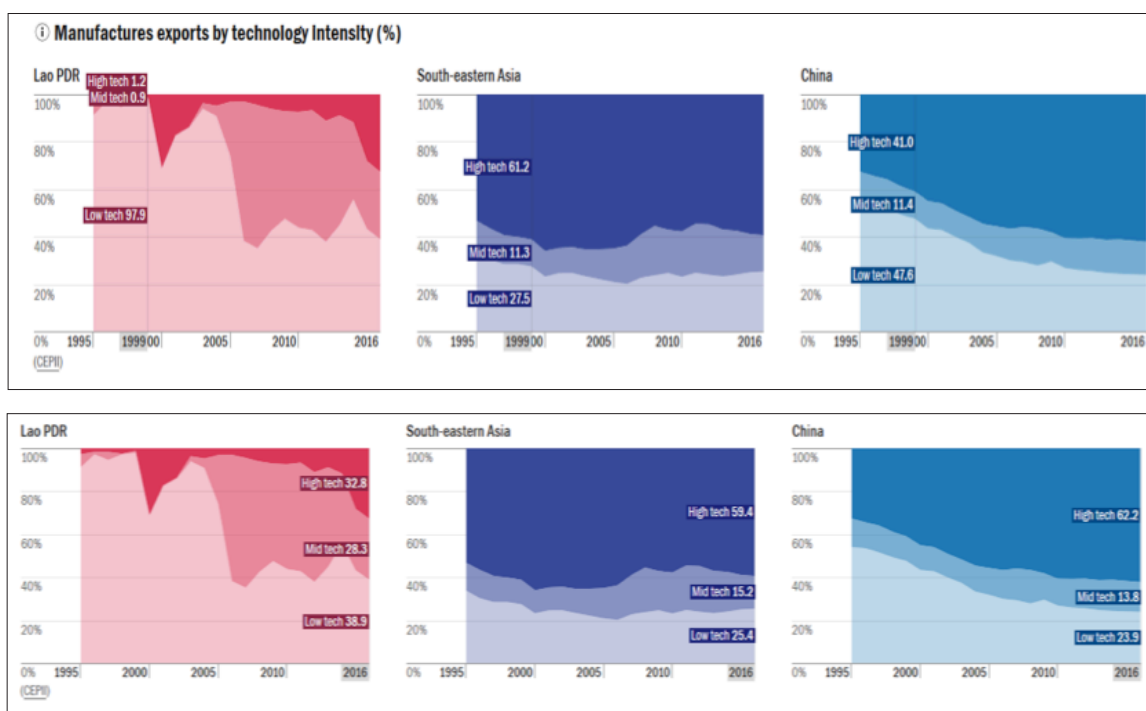 ⓘ Manufactures exports by technology intensity (%)
Lao PDR
South-eastern Asia
China
High tech 1.2
Mid tech 0.9
Low tech 97.9
100%
80%
60%
40%
20%
0%
1995
1999
00
2005
2010
2016
(CEPII)
100%
80%
60%
40%
20%
0%
High tech 61.2
Mid tech 11.3
Low tech 27.5
1995
1999
00
2005
2010
2016
100%
80%
60%
40%
20%
0%
High tech 41.0
Mid tech 11.4
Low tech 47.6
1995
1999
00
2005
2010
2016
Lao PDR
South-eastern Asia
China
100%
80%
60%
40%
20%
0%
High tech 32.8
Mid tech 28.3
Low tech 38.9
1995
2000
2005
2010
2016
(CEPII)
100%
80%
60%
40%
20%
0%
High tech 59.4
Mid tech 15.2
Low tech 25.4
1995
2000
2005
2010
2016
100%
80%
60%
40%
20%
0%
High tech 62.2
Mid tech 13.8
Low tech 23.9
1995
2000
2005
2010
2016